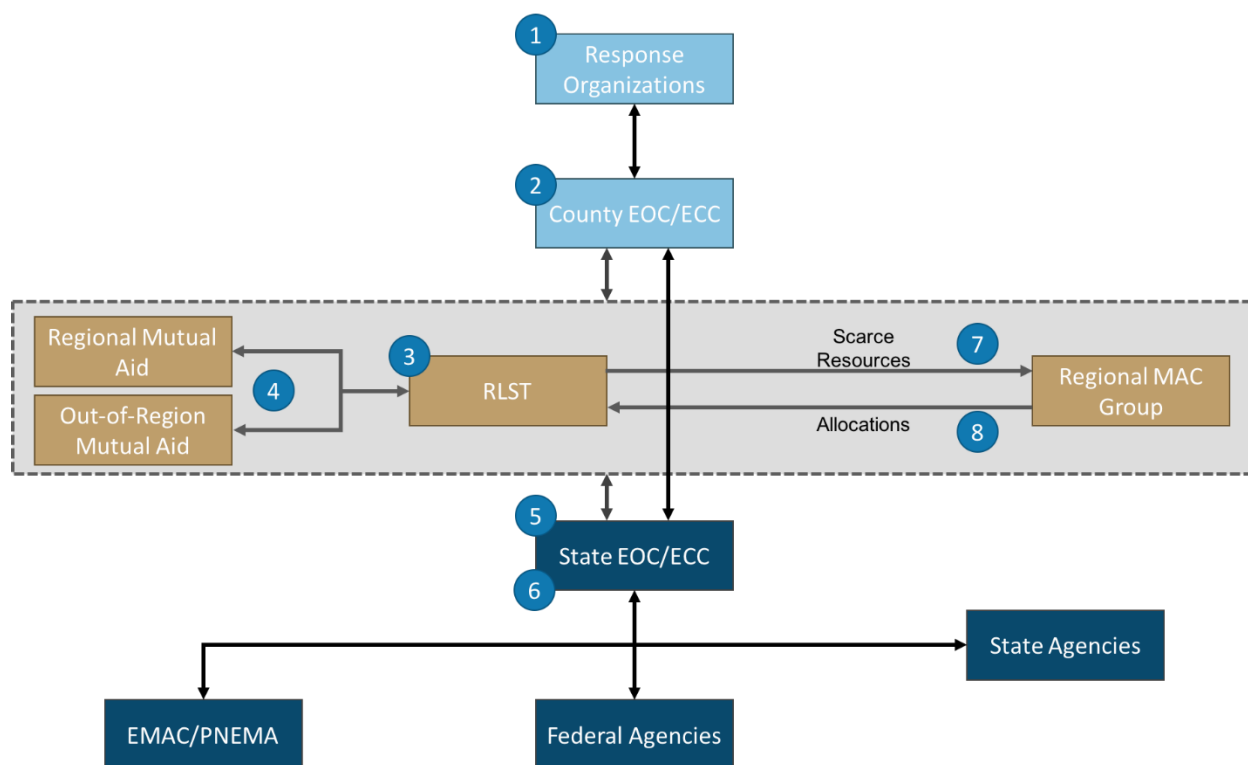 1
Response
Organizations
2
County EOC/ECC
Regional Mutual
Aid
4
Out-of-Region
Mutual Aid
3
RLST
Scarce
Resources
7
Allocations
8
Regional MAC
Group
5
State EOC/ECC
6
State Agencies
EMAC/PNEMA
Federal Agencies